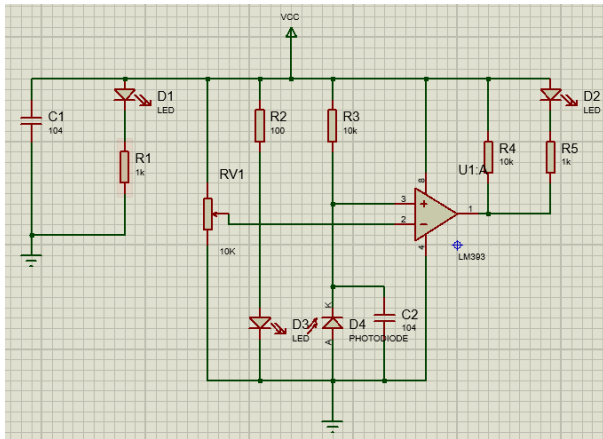 VCC
C1
104
D1
LED
R1
1k
RV1
10K
R2
100
R3
10k
D3
LED
K
A
D4
PHOTODIODE
C2
104
3
2
8
4
1
U1:A
LM393
R4
10k
D2
LED
R5
1k